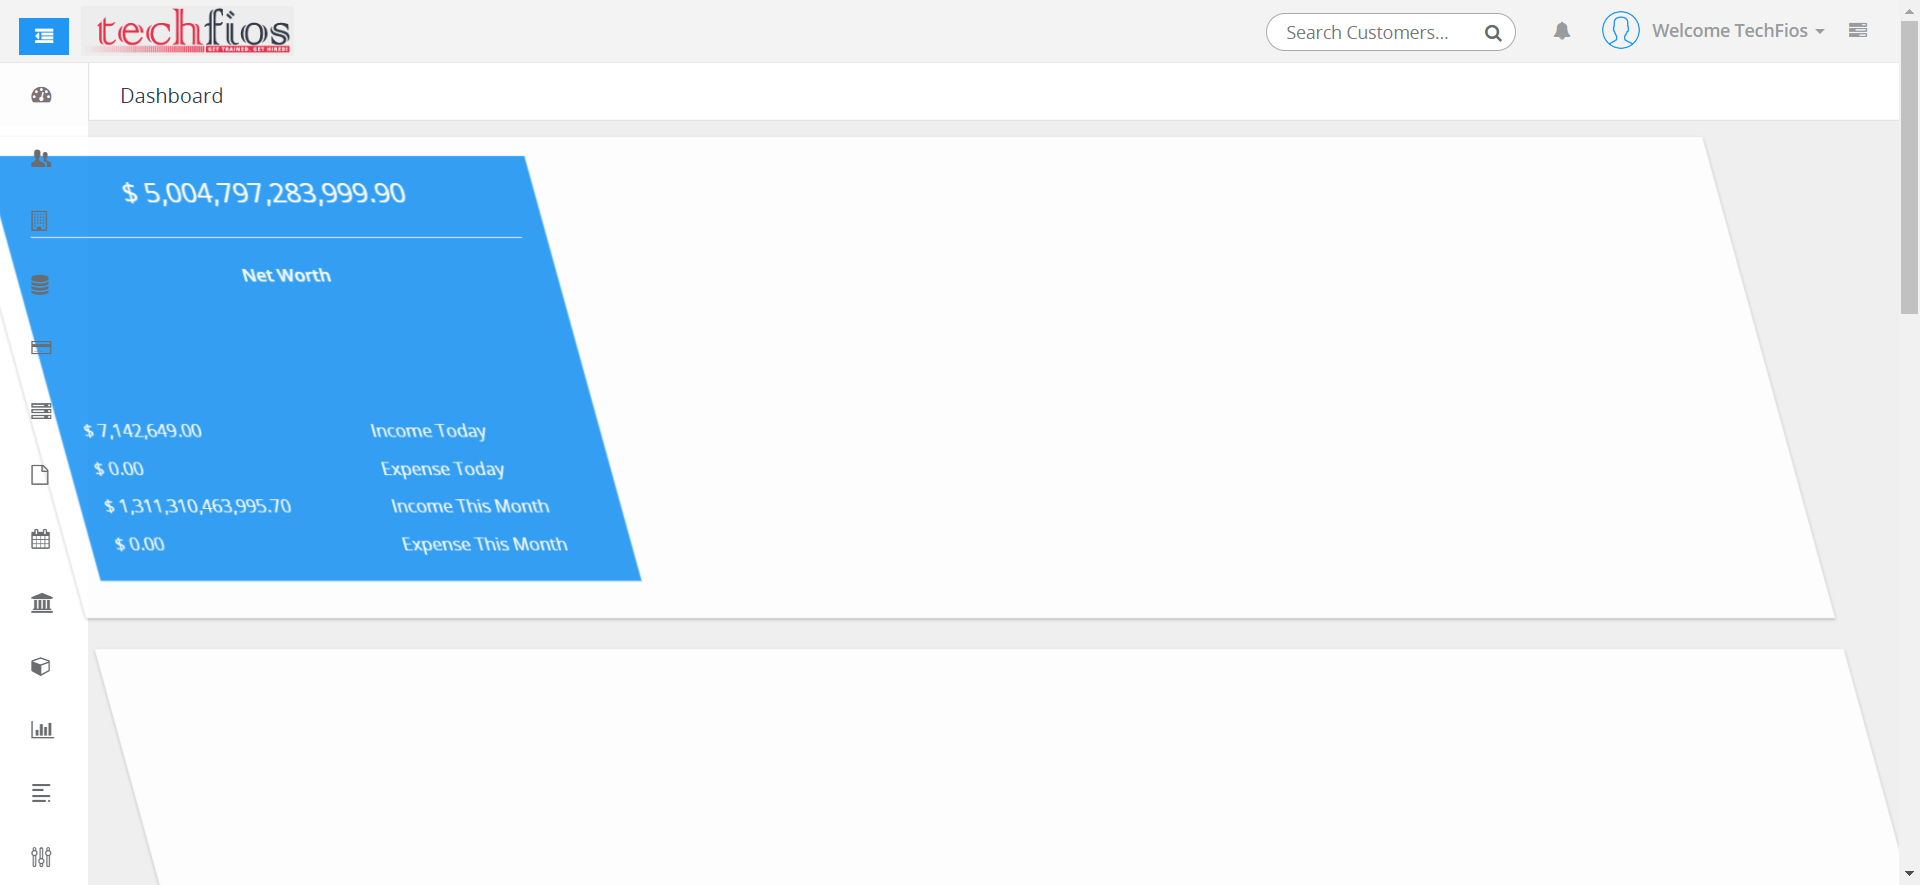 techfios
GET TRAINED. GET HIRED!
Search Customers...
Welcome TechFios
Dashboard
$ 5,004,797,283,999.90
Net Worth
$ 7,142,649.00 Income Today
$ 0.00 Expense Today
$ 1,311,310,463,995.70 Income This Month
$ 0.00 Expense This Month